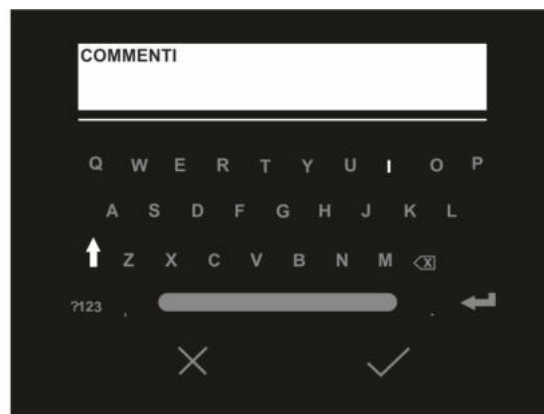 COMMENTI
Q W E R T Y U I O P
A S D F G H J K L
Z X C V B N M X
?123 , .